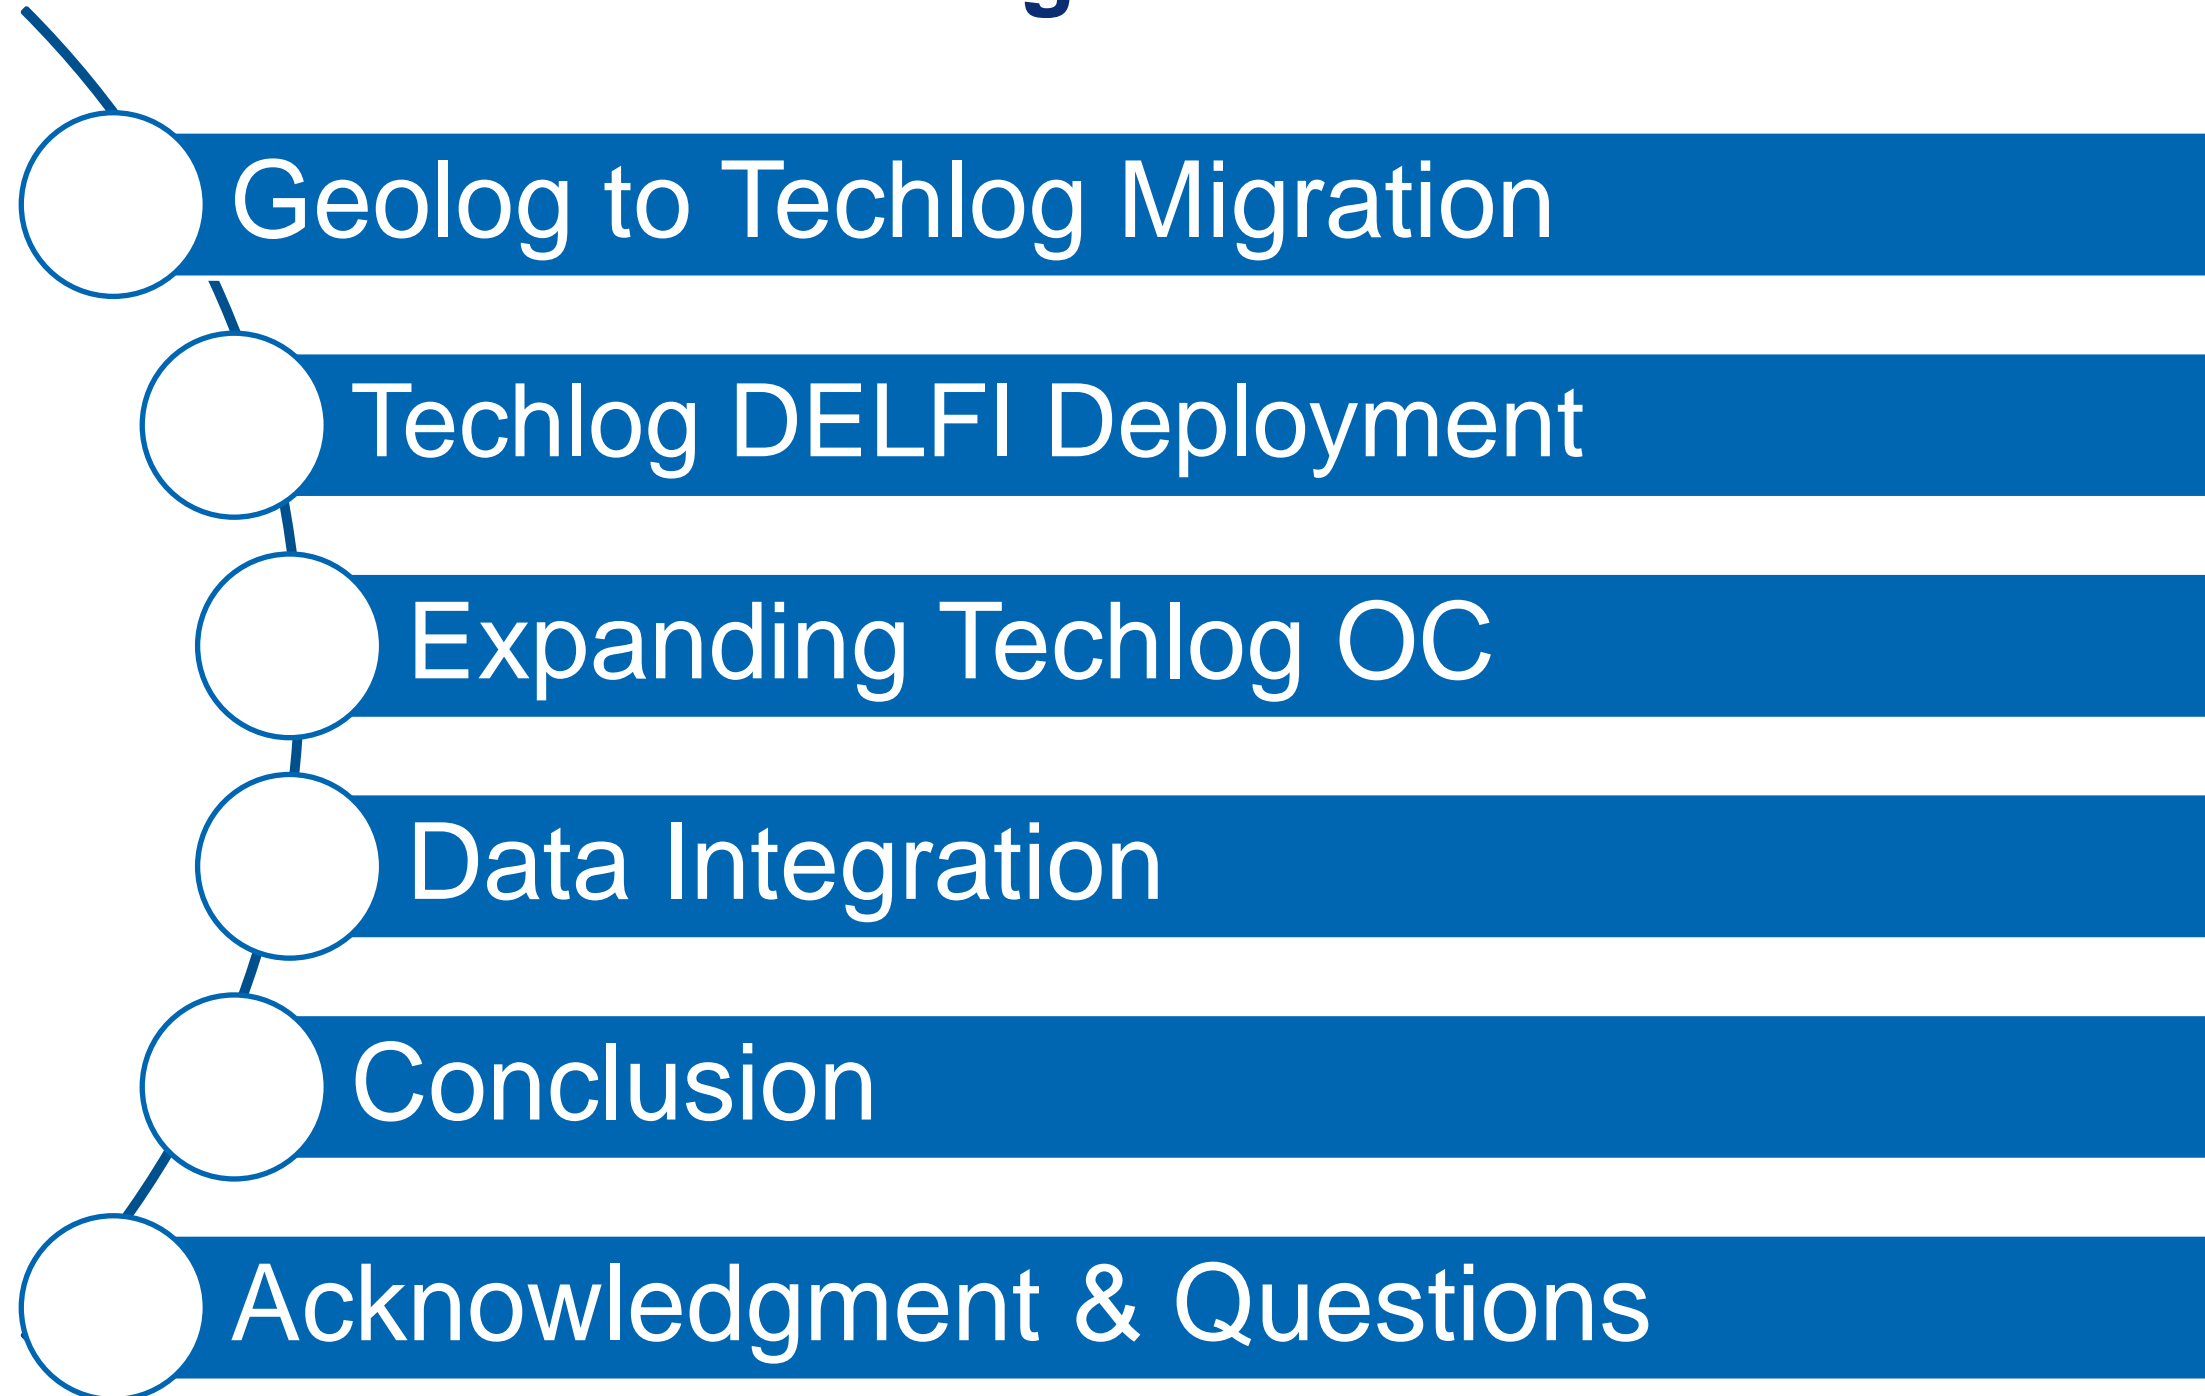 Geolog to Techlog Migration
Techlog DELFI Deployment
Expanding Techlog OC
Data Integration
Conclusion
Acknowledgment & Questions